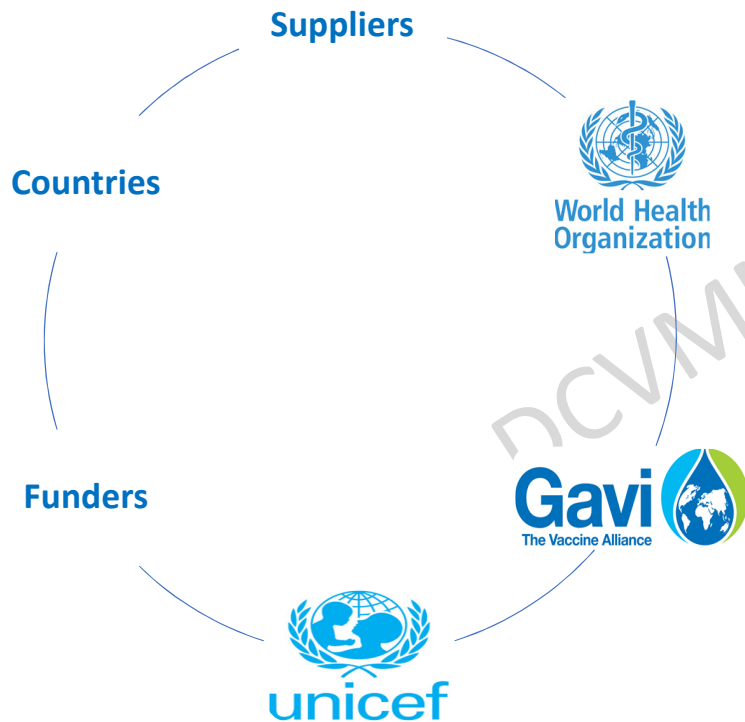 Suppliers
World Health
Organization
Gavi
The Vaccine Alliance
unicef
Funders
Countries